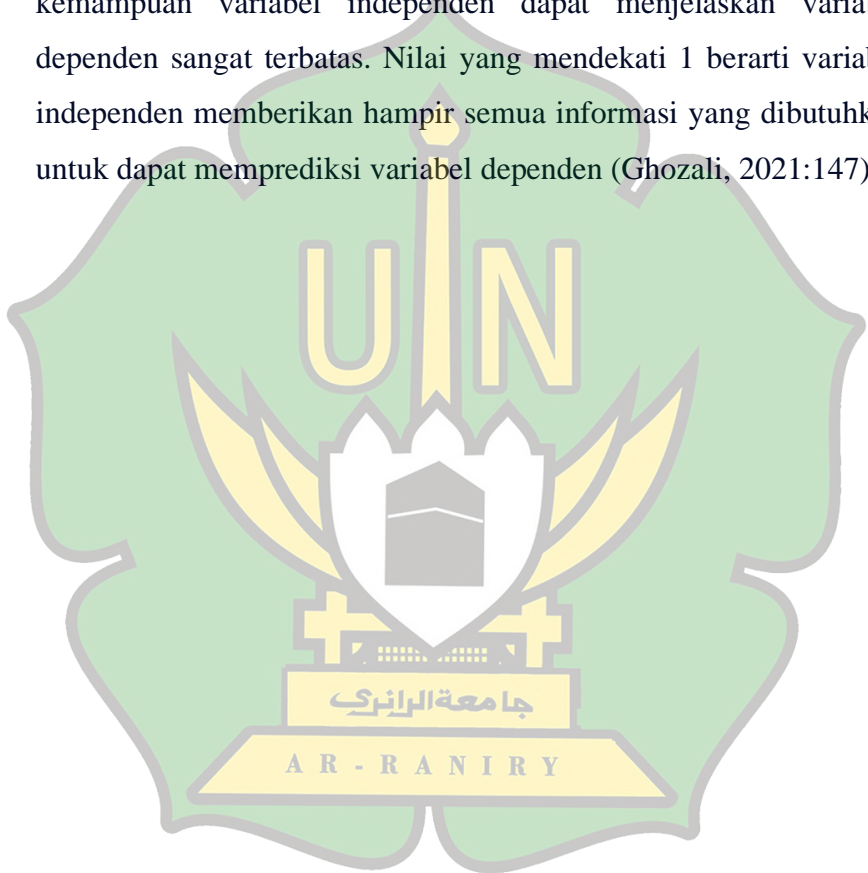 kemampuan variabel independen dapat menjelaskan varia
dependen sangat terbatas. Nilai yang mendekati 1 berarti variab
independen memberikan hampir semua informasi yang dibutuhk
untuk dapat memprediksi variabel dependen (Ghozali, 2021:147)
UIN
جامعةالرانري
AR-RANIRY